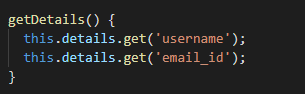 getDetails() {
  this.details.get('username');
  this.details.get('email_id');
}